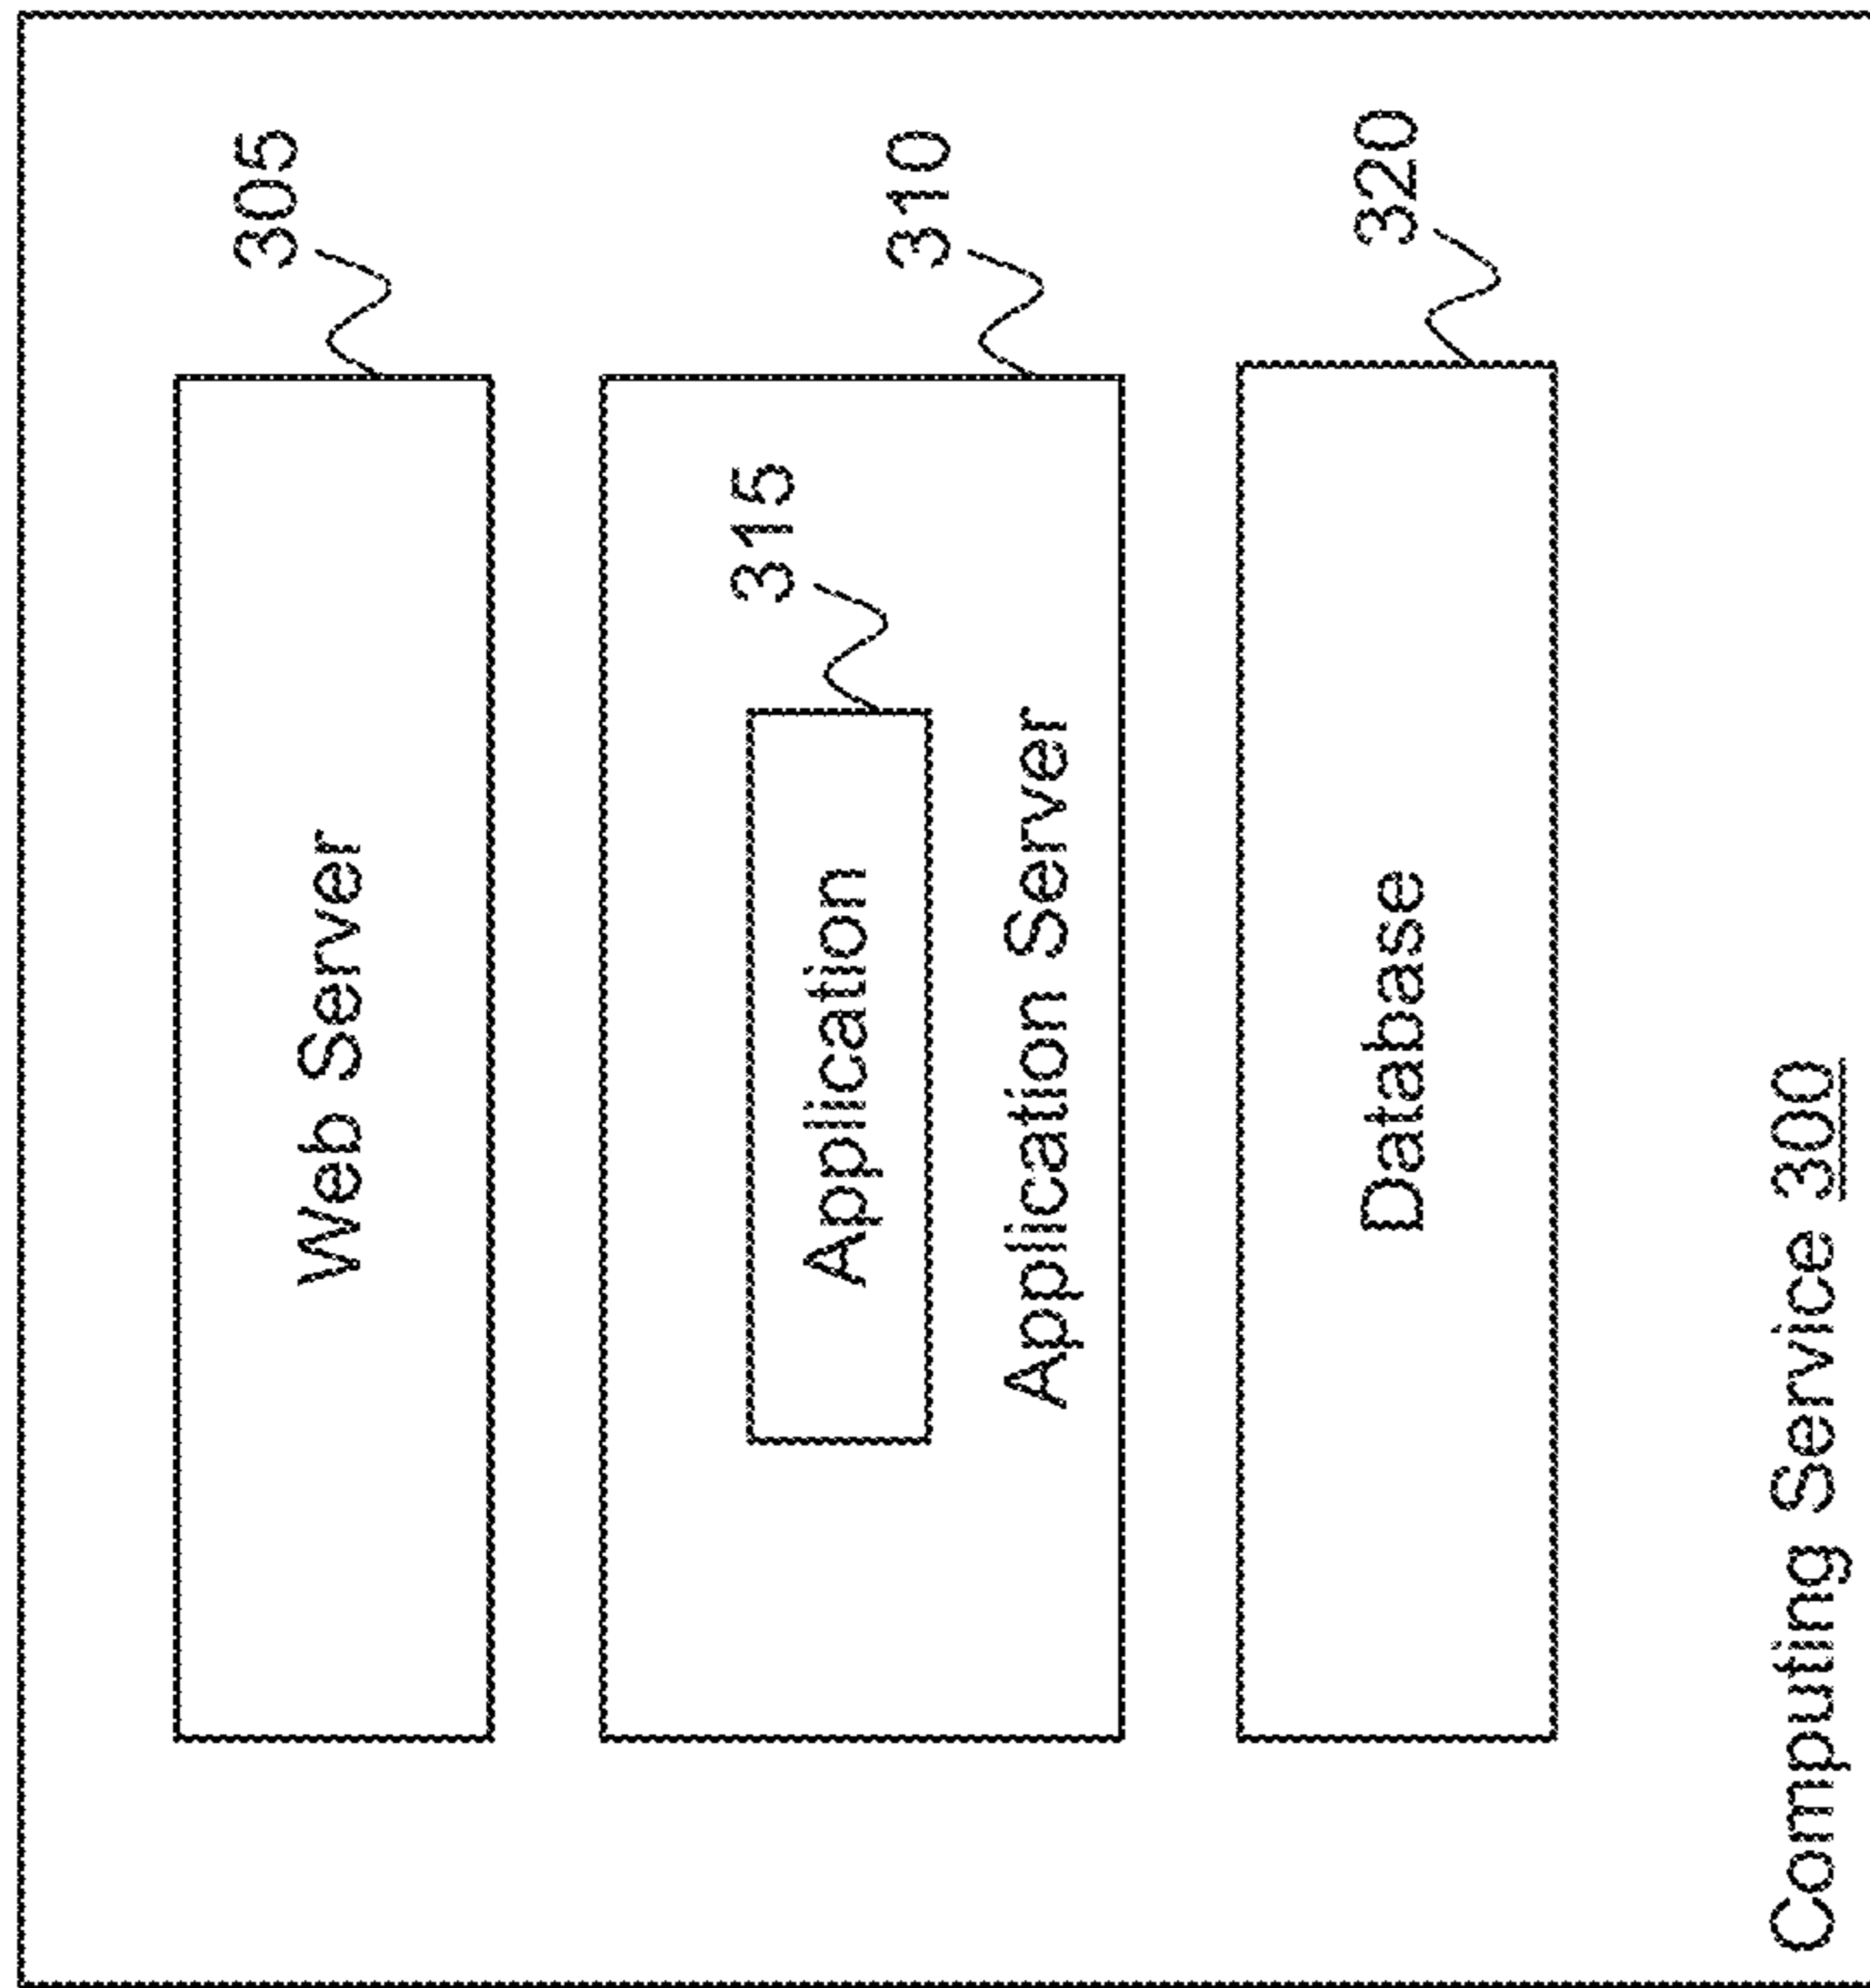 305
Web Server
310
315
Application
Application Server
320
Database
Computing Service 300